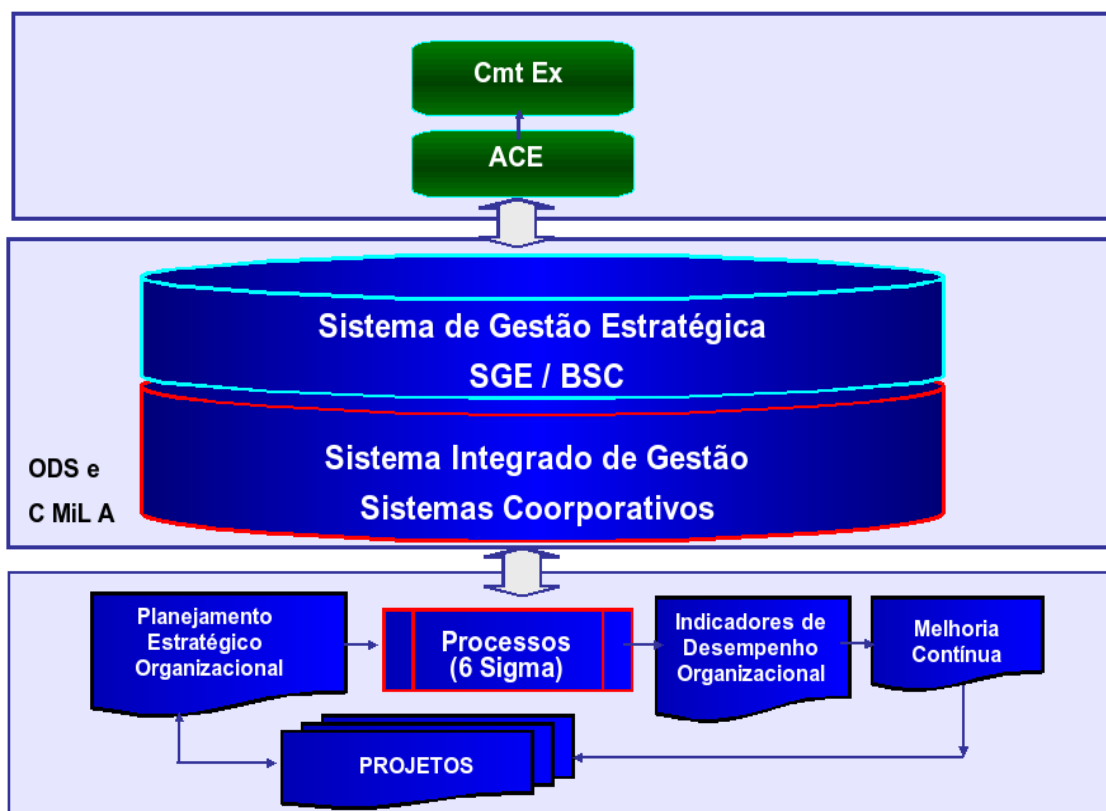 Cmt Ex
ACE
Sistema de Gestão Estratégica
SGE / BSC
Sistema Integrado de Gestão
Sistemas Coorporativos
ODS e
C MiL A
Planejamento
Estratégico
Organizacional
Processos
(6 Sigma)
Indicadores de
Desempenho
Organizacional
Melhoria
Contínua
PROJETOS